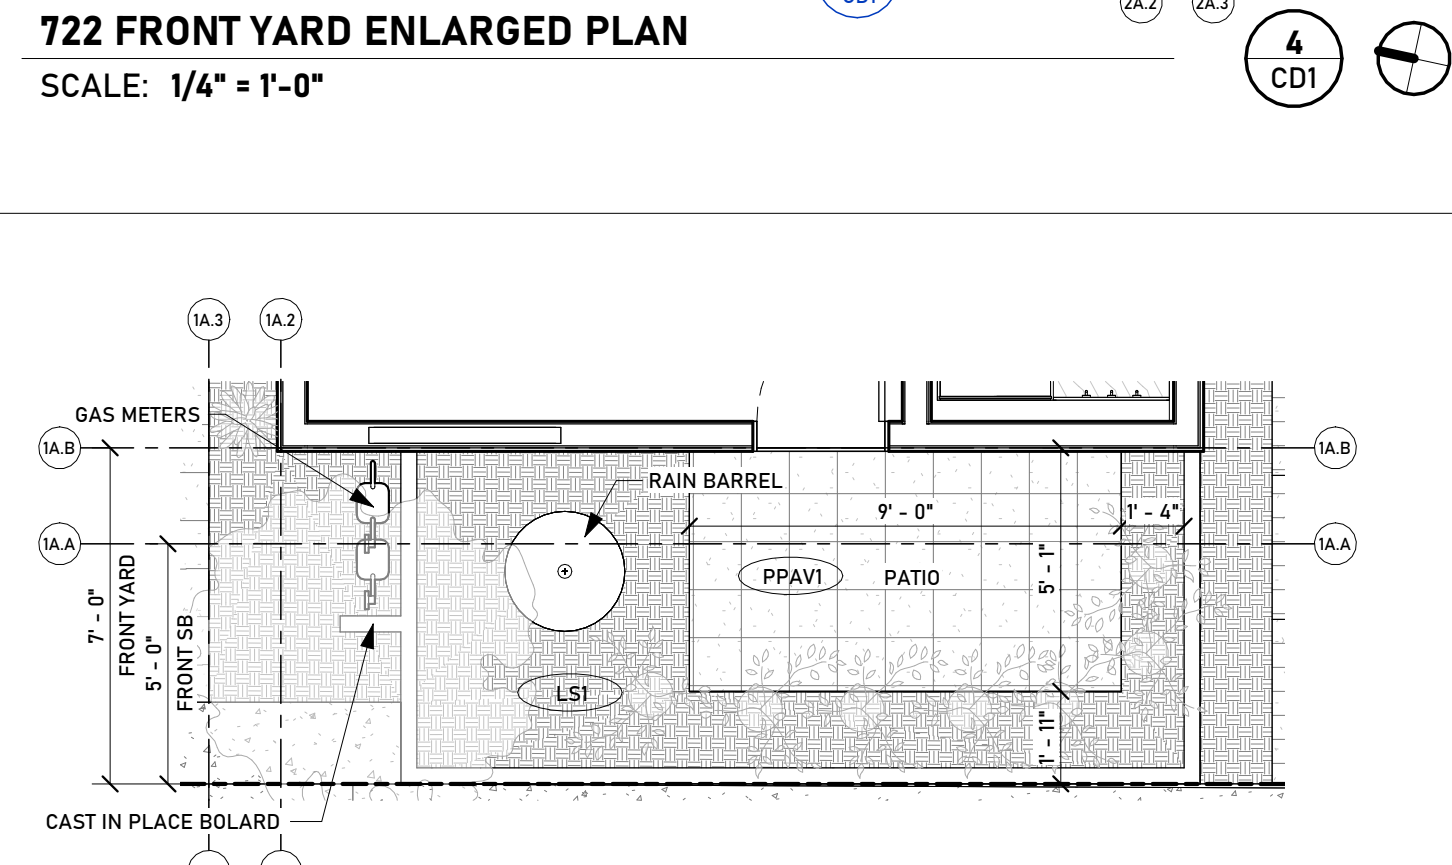 CD1
2A.2
2A.3
722 FRONT YARD ENLARGED PLAN
SCALE: 1/4" = 1'-0"
4
CD1
1A.3
1A.2
GAS METERS
1A.B
1A.B
RAIN BARREL
9' - 0"
1' - 4"
1A.A
1A.A
7' - 0"
FRONT YARD
5' - 0"
FRONT SB
PPAV1
PATIO
5' - 1"
LS1
1' - 11"
CAST IN PLACE BOLARD